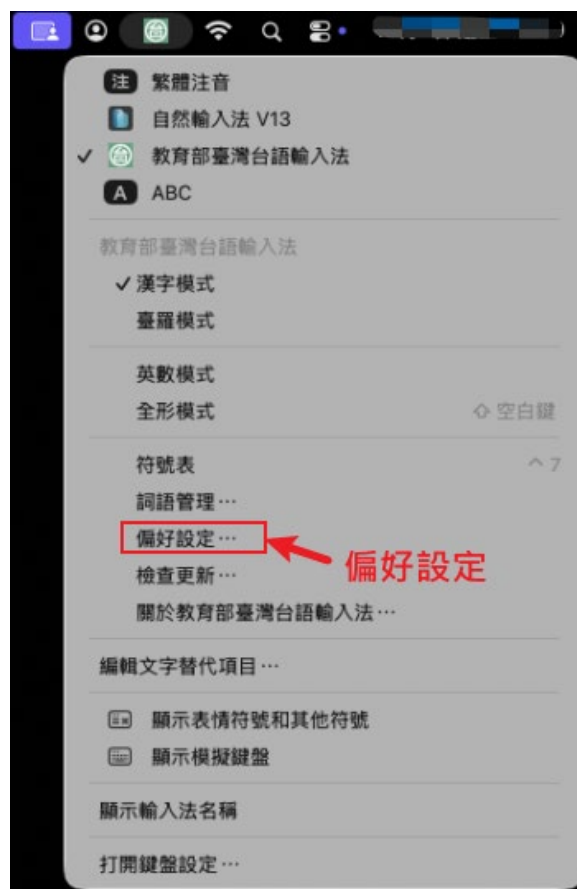 注 繁體注音
自然輸入法 V13
✓ 教育部臺灣台語輸入法
A ABC
教育部臺灣台語輸入法
✓ 漢字模式
臺羅模式
英數模式
全形模式 ⇧ 空白鍵
符號表 ^ 7
詞語管理…
偏好設定… 偏好設定
檢查更新…
關於教育部臺灣台語輸入法…
編輯文字替代項目…
顯示表情符號和其他符號
顯示模擬鍵盤
顯示輸入法名稱
打開鍵盤設定…